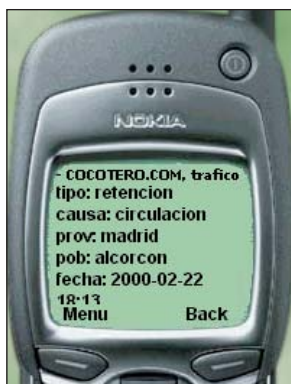 NOKIA
- COCOTERO.COM, trafico
tipo: retencion
causa: circulacion
prov: madrid
pob: alcorcon
fecha: 2000-02-22
18:13
Menu Back